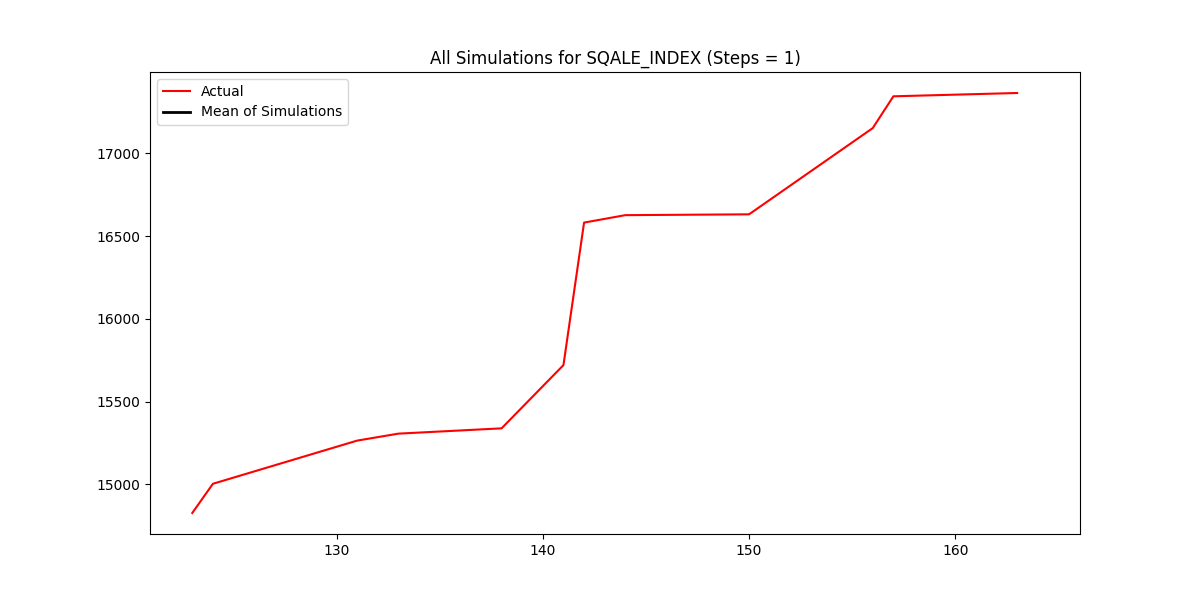 All Simulations for SQALE_INDEX (Steps = 1)
Actual
Mean of Simulations
17000
16500
16000
15500
15000
130 140 150 160